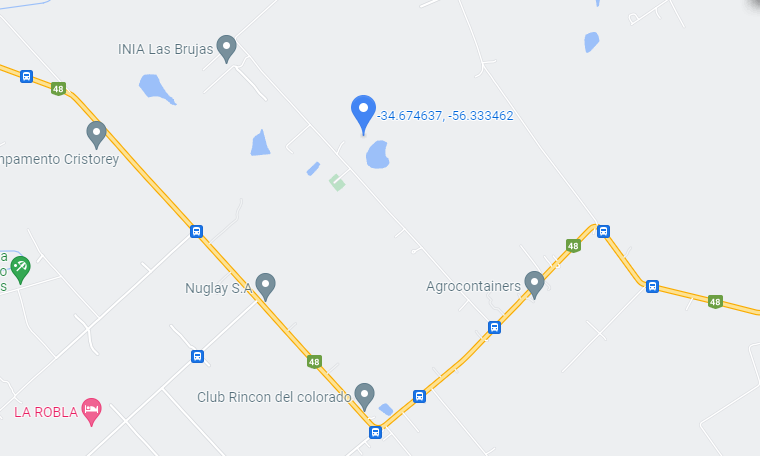 INIA Las Brujas
48
-34.674637, -56.333462
mpamento Cristorey
a
o
s
48
Nuglay S.A
Agrocontainers
48
48
Club Rincon del colorado
LA ROBLA